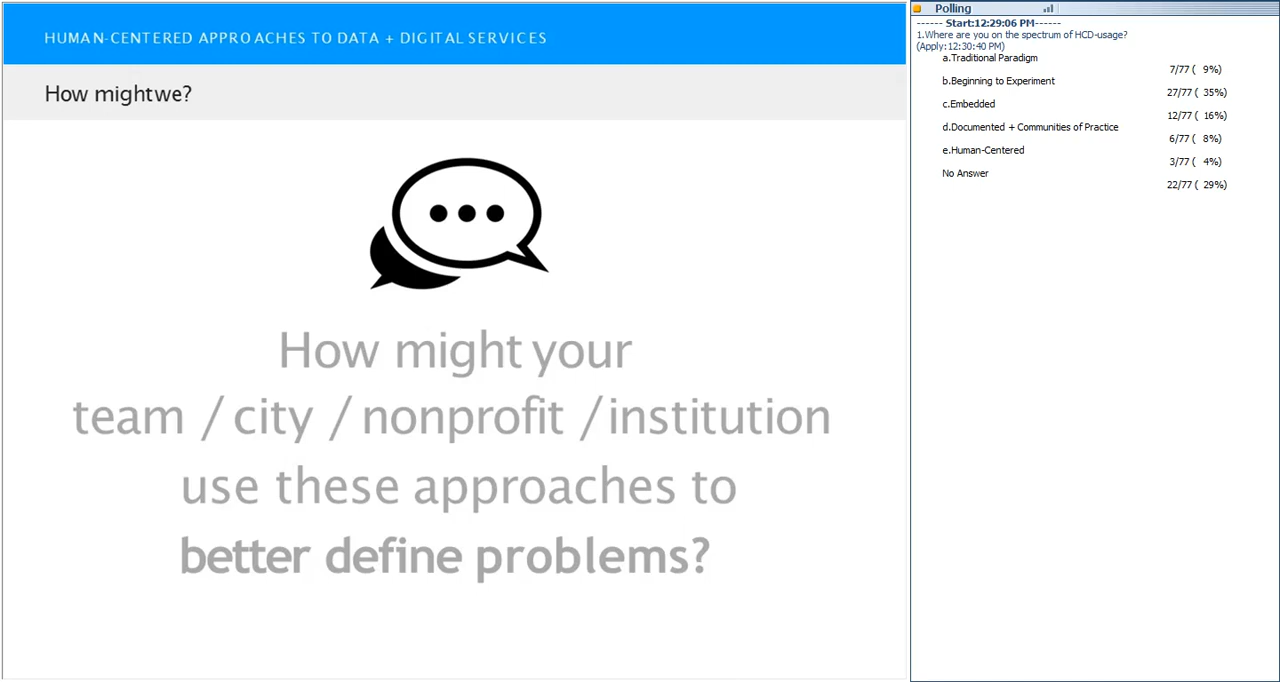 HUMAN-CENTERED APPROACHES TO DATA + DIGITAL SERVICES
How might we?
How might your
team / city / nonprofit / institution
use these approaches to
better define problems?
Polling
------ Start:12:29:06 PM------
1.Where are you on the spectrum of HCD-usage?
(Apply:12:30:40 PM)
a.Traditional Paradigm
7/77 ( 9%)
b.Beginning to Experiment
27/77 ( 35%)
c.Embedded
12/77 ( 16%)
d.Documented + Communities of Practice
6/77 ( 8%)
e.Human-Centered
3/77 ( 4%)
No Answer
22/77 ( 29%)